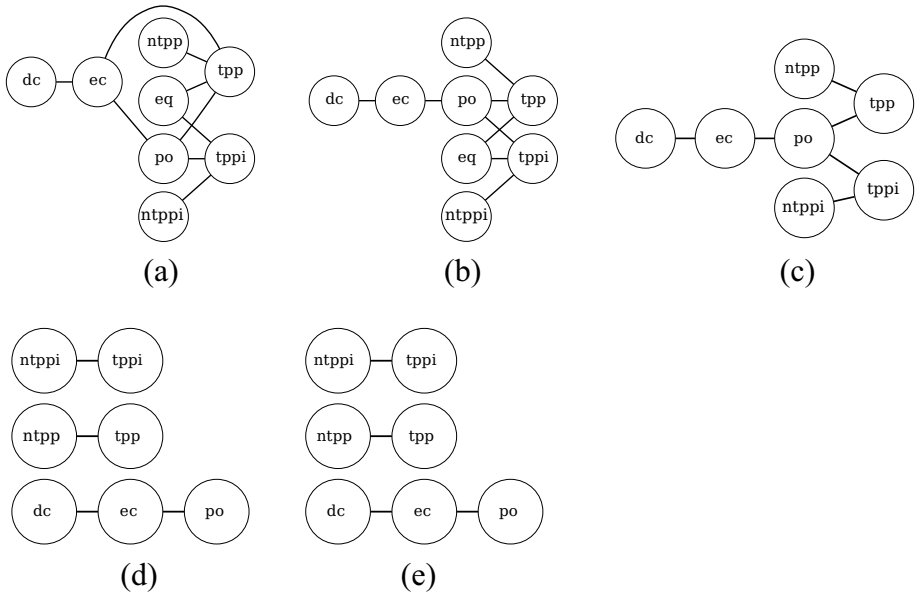 ntpp
tpp
dc
ec
eq
po
tppi
ntppi
(a)
ntpp
dc
ec
po
tpp
eq
tppi
ntppi
(b)
ntpp
tpp
dc
ec
po
tppi
ntppi
(c)
ntppi
tppi
ntpp
tpp
dc
ec
po
(d)
ntppi
tppi
ntpp
tpp
dc
ec
po
(e)